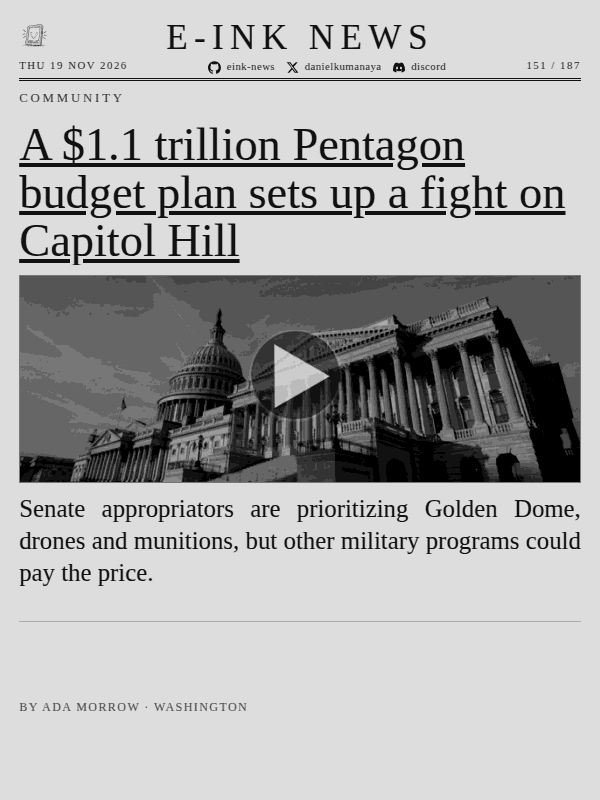 E-INK NEWS
THU 19 NOV 2026
eink-news danielkumanaya discord
151 / 187
COMMUNITY
A $1.1 trillion Pentagon
budget plan sets up a fight on
Capitol Hill
Senate appropriators are prioritizing Golden Dome,
drones and munitions, but other military programs could
pay the price.
BY ADA MORROW · WASHINGTON